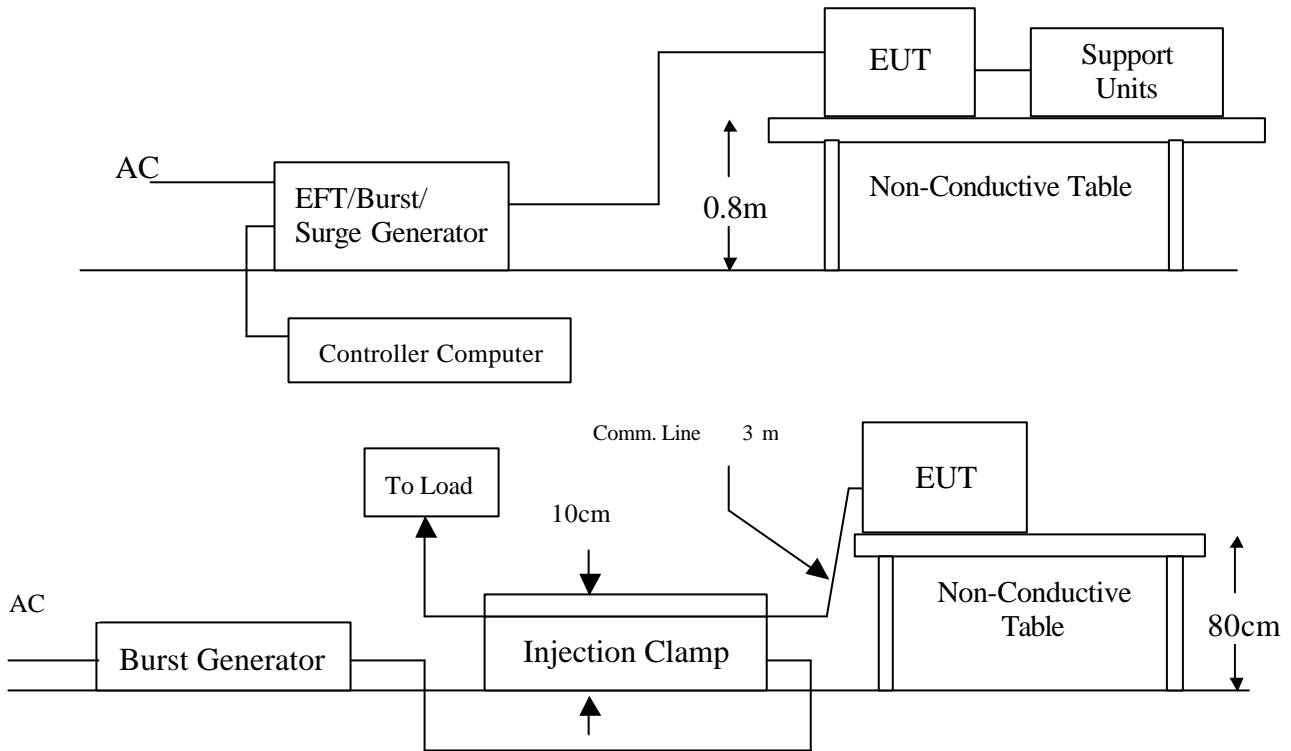 EUT
Support
Units
AC
EFT/Burst/
Surge Generator
0.8m
Non-Conductive Table
Controller Computer
Comm. Line 3 m
To Load
EUT
10cm
AC
Burst Generator
Injection Clamp
Non-Conductive
Table
80cm